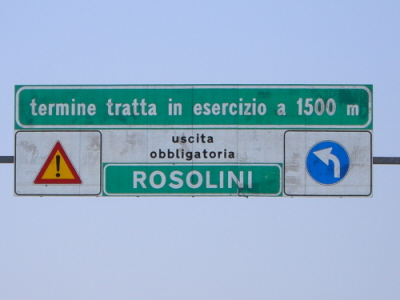 termine tratta in esercizio a 1500 m
uscita
obbligatoria
ROSOLINI